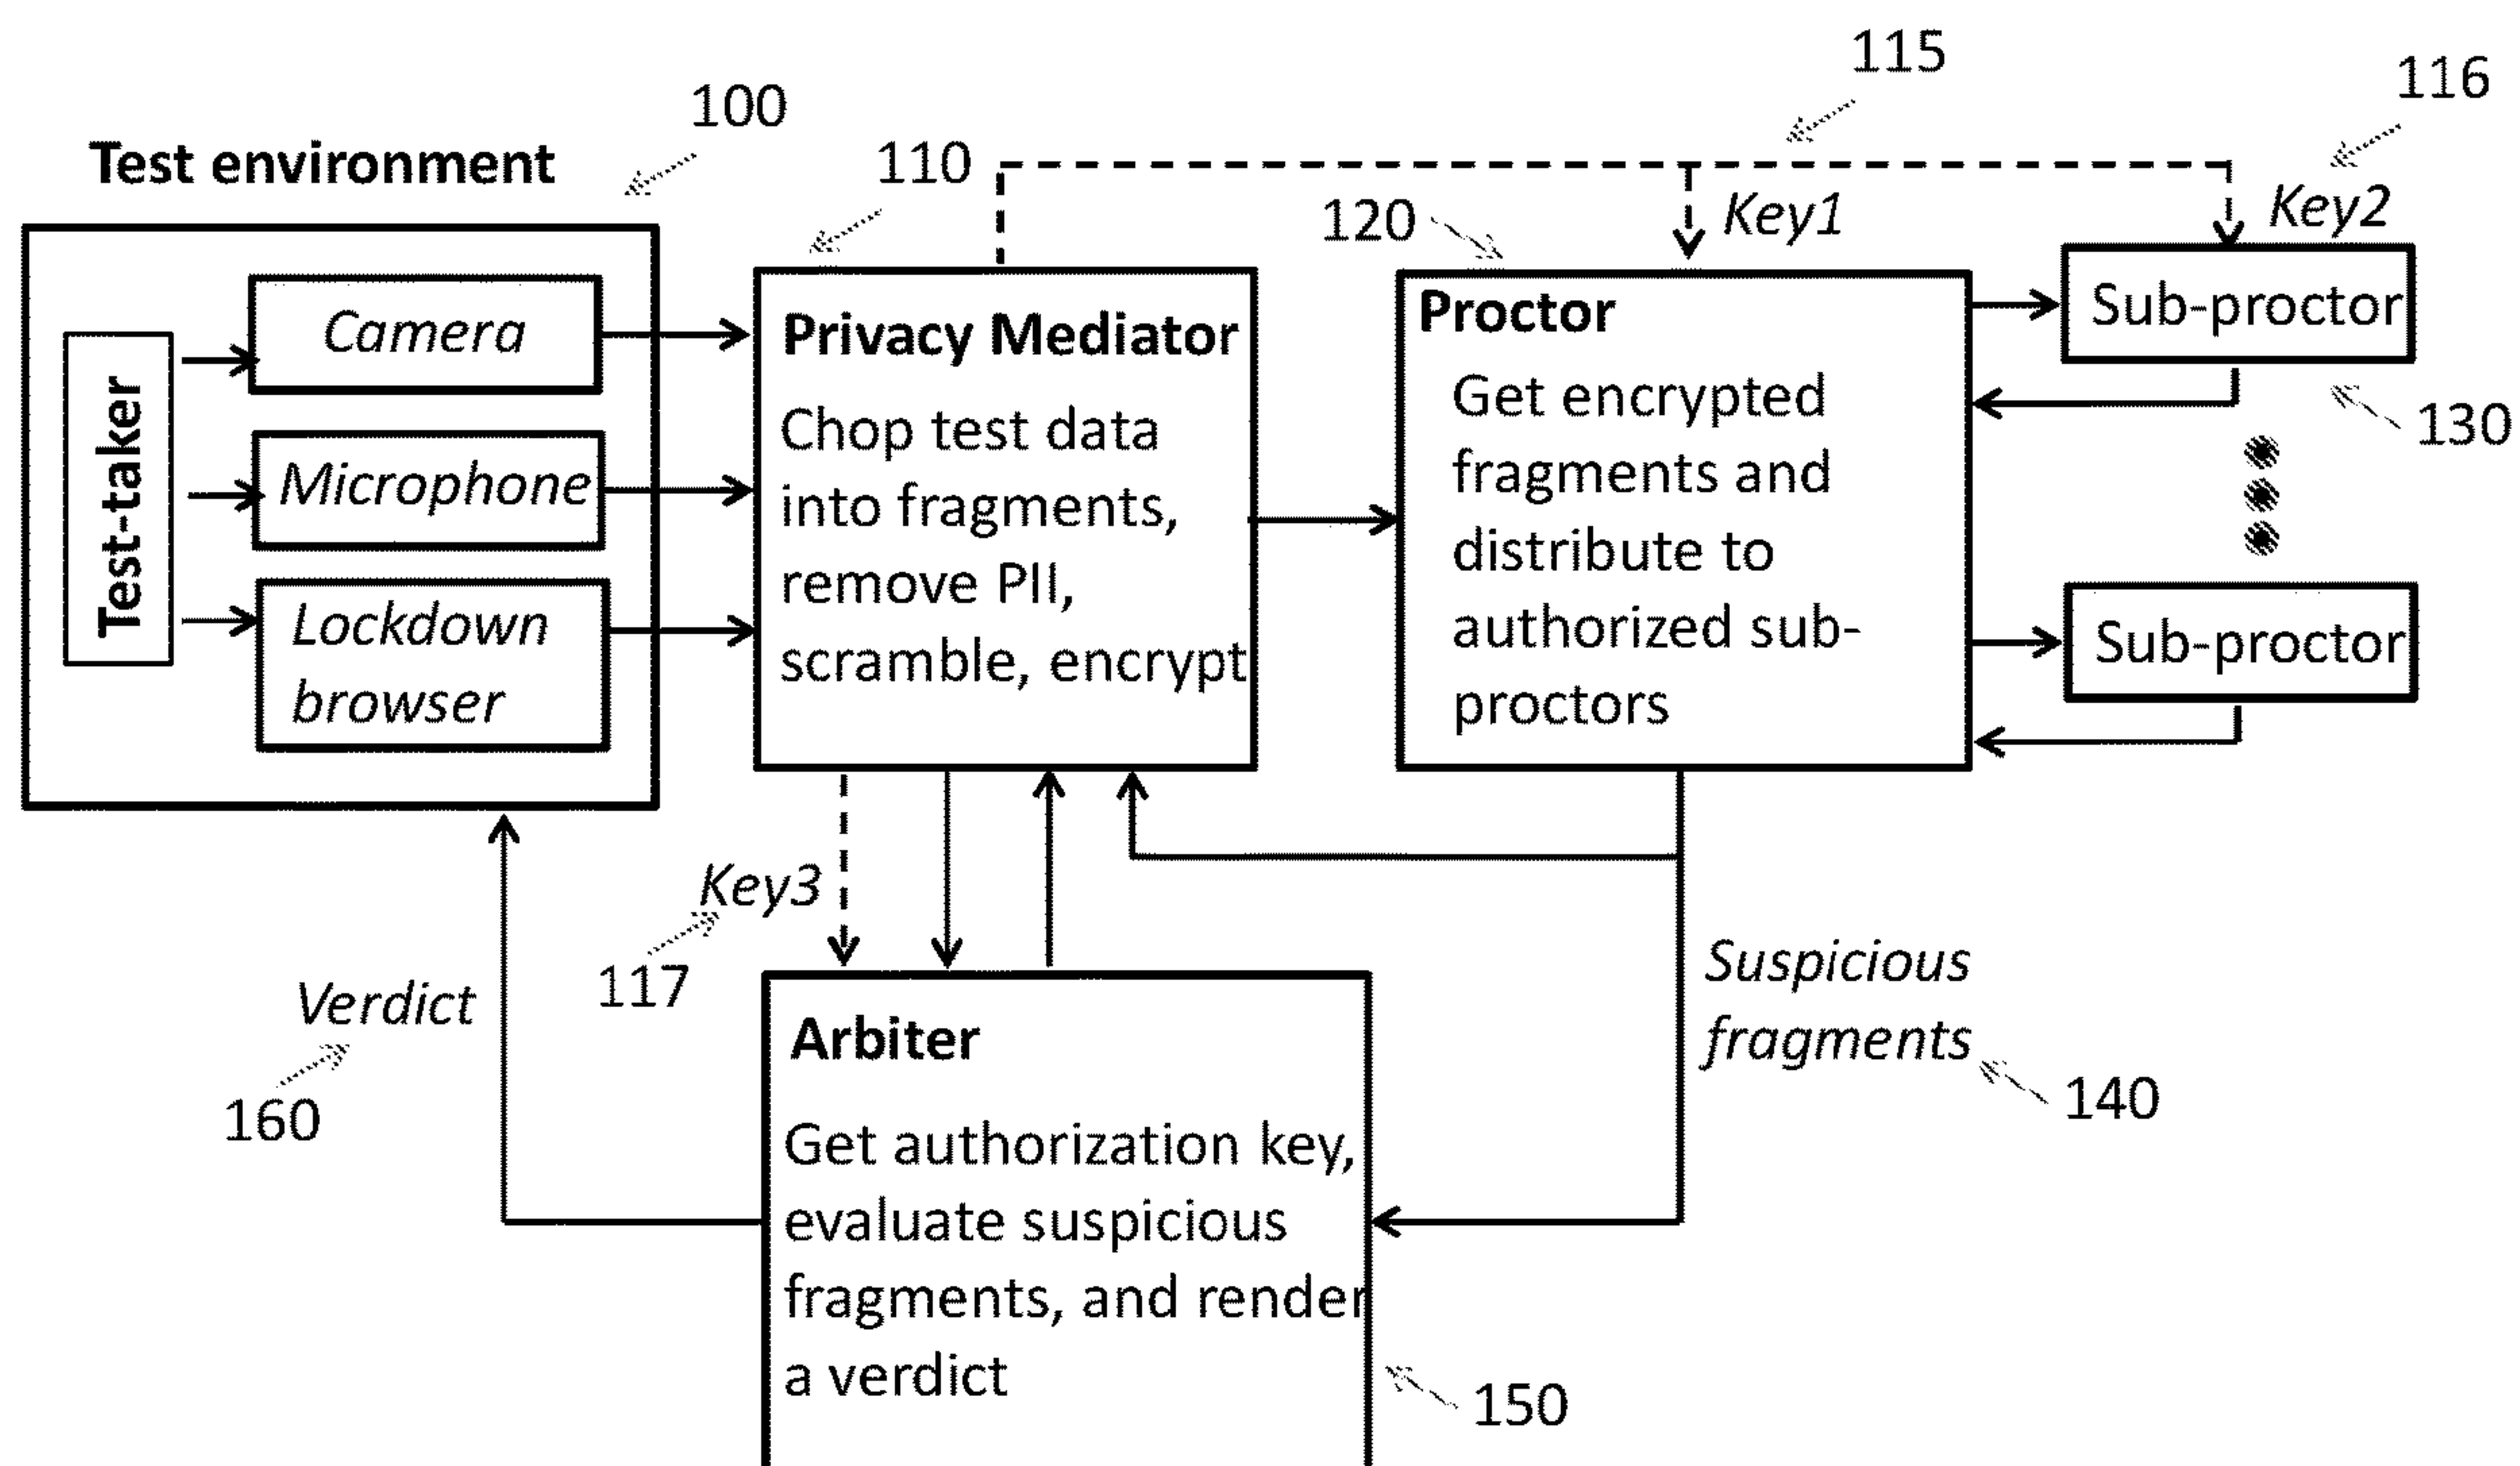 115
116
100
Test environment
110
120
Key1
Key2
Test-taker
Camera
Microphone
Lockdown
browser
Privacy Mediator
Chop test data
into fragments,
remove PII,
scramble, encrypt
Proctor
Get encrypted
fragments and
distribute to
authorized sub-
proctors
Sub-proctor
130
Sub-proctor
Key3
117
Verdict
160
Suspicious
fragments
140
Arbiter
Get authorization key,
evaluate suspicious
fragments, and render
a verdict
150